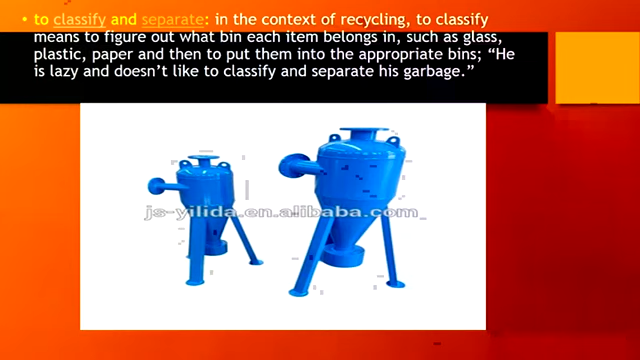 • to classify and separate: in the context of recycling, to classify
means to figure out what bin each item belongs in, such as glass,
plastic, paper and then to put them into the appropriate bins; “He
is lazy and doesn’t like to classify and separate his garbage.”
js-yilida.en.alibaba.com